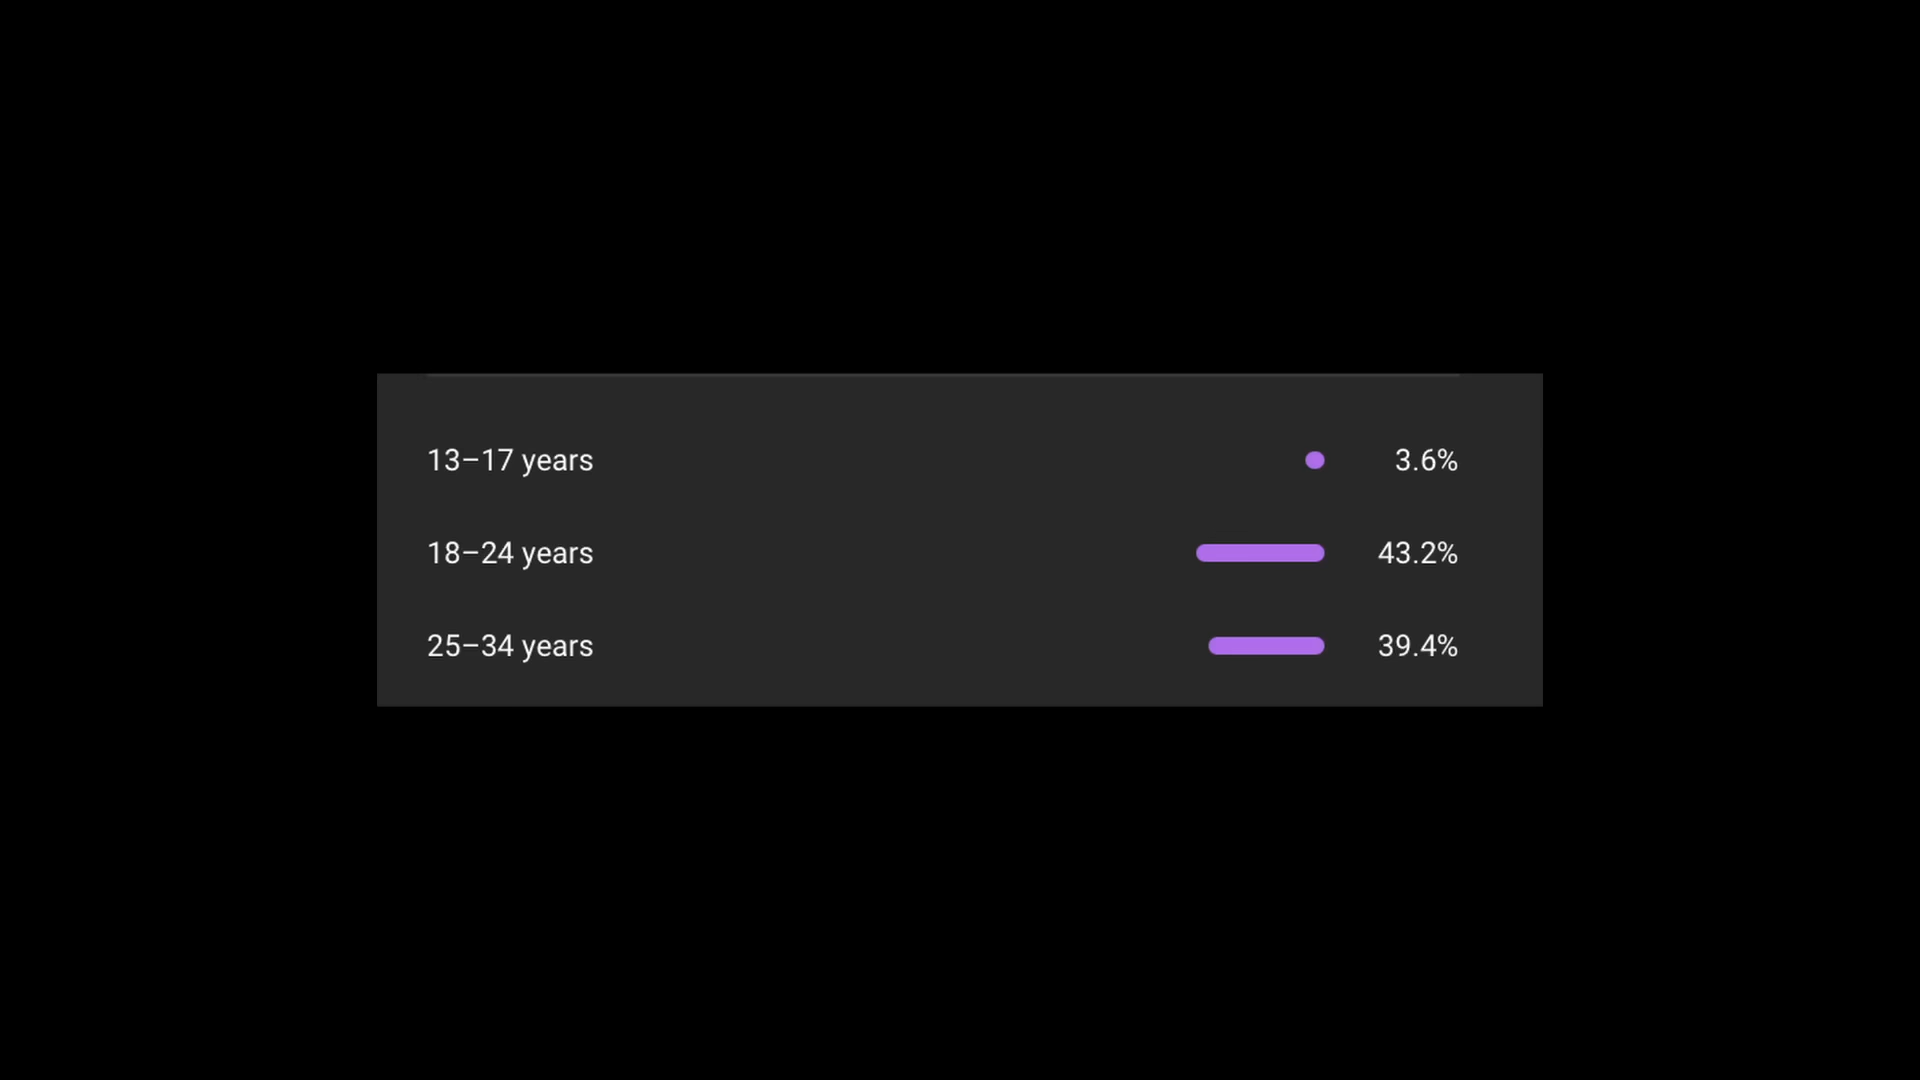 13–17 years 3.6%
18–24 years 43.2%
25–34 years 39.4%